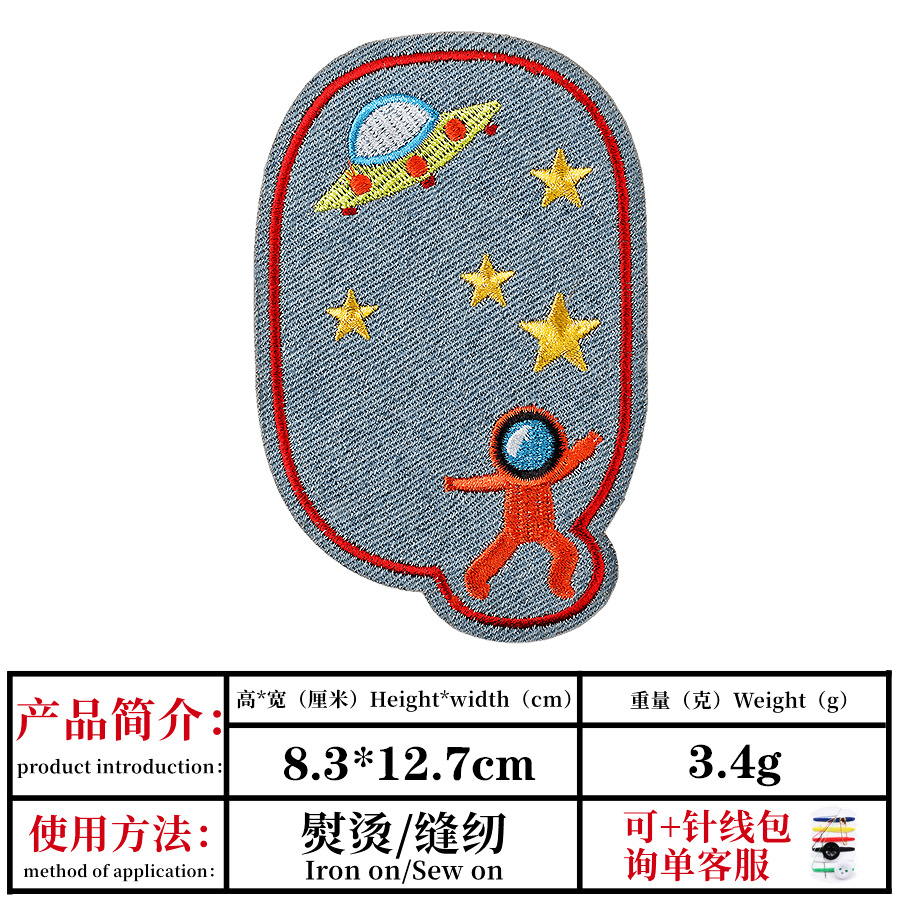 产品简介：
product introduction：
高*宽（厘米）Height*width（cm）
重量（克）Weight（g）
8.3*12.7cm
3.4g
使用方法：
method of application：
熨烫/缝纫
Iron on/Sew on
可+针线包
询单客服